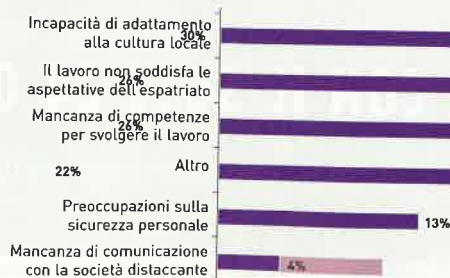 Incapacità di adattamento
alla cultura locale
30%
Il lavoro non soddisfa le
aspettative dell'espatriato
26%
Mancanza di competenze
per svolgere il lavoro
26%
Altro
22%
Preoccupazioni sulla
sicurezza personale
13%
Mancanza di comunicazione
con la società distaccante
4%